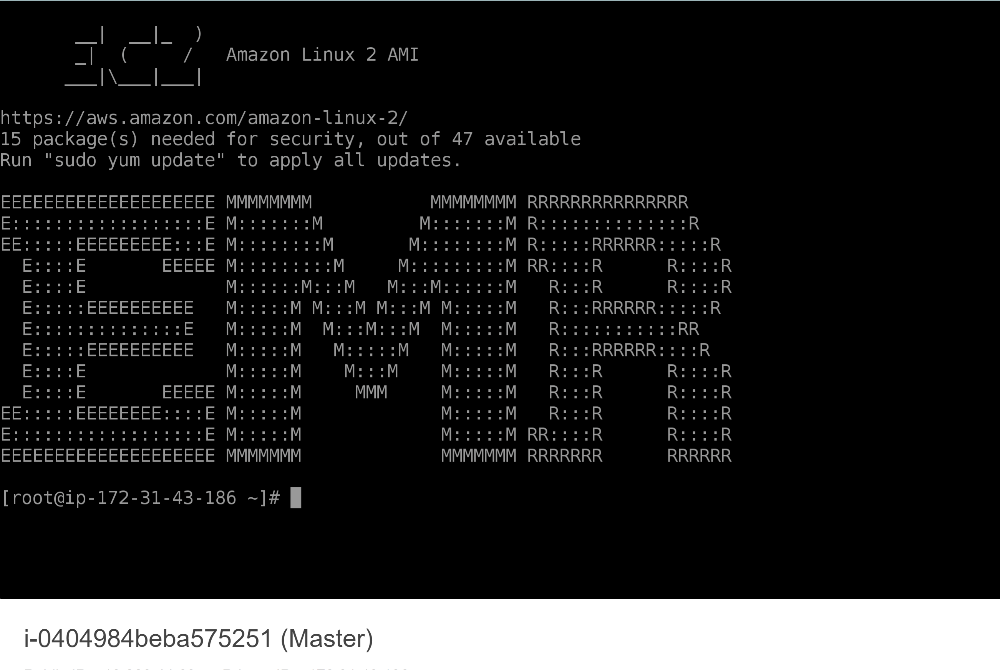 __|  __|_  )
       _|  (     /   Amazon Linux 2 AMI
      ___|\___|___|
https://aws.amazon.com/amazon-linux-2/
15 package(s) needed for security, out of 47 available
Run "sudo yum update" to apply all updates.
EEEEEEEEEEEEEEEEEEEE MMMMMMMM           MMMMMMMM RRRRRRRRRRRRRRR
E::::::::::::::::::E M:::::::M         M:::::::M R::::::::::::::R
EE:::::EEEEEEEEE:::E M::::::::M       M::::::::M R:::::RRRRRR:::::R
  E::::E       EEEEE M:::::::::M     M:::::::::M RR::::R      R::::R
  E::::E             M::::::M:::M   M:::M::::::M   R:::R      R::::R
  E:::::EEEEEEEEEE   M:::::M M:::M M:::M M:::::M   R:::RRRRRR:::::R
  E::::::::::::::E   M:::::M  M:::M:::M  M:::::M   R:::::::::::RR
  E:::::EEEEEEEEEE   M:::::M   M:::::M   M:::::M   R:::RRRRRR::::R
  E::::E             M:::::M    M:::M    M:::::M   R:::R      R::::R
  E::::E       EEEEE M:::::M     MMM     M:::::M   R:::R      R::::R
EE:::::EEEEEEEE::::E M:::::M             M:::::M   R:::R      R::::R
E::::::::::::::::::E M:::::M             M:::::M RR::::R      R::::R
EEEEEEEEEEEEEEEEEEEE MMMMMMM             MMMMMMM RRRRRRR      RRRRRR
[root@ip-172-31-43-186 ~]#
i-0404984beba575251 (Master)